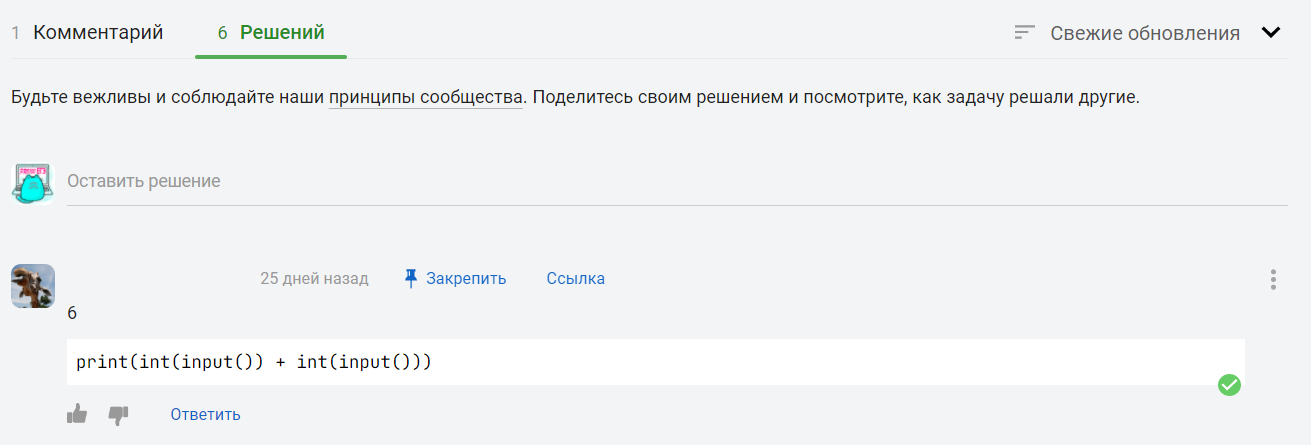 1 Комментарий 6 Решений Свежие обновления
Будьте вежливы и соблюдайте наши принципы сообщества. Поделитесь своим решением и посмотрите, как задачу решали другие.
Оставить решение
25 дней назад Закрепить Ссылка
6
print(int(input()) + int(input()))
Ответить